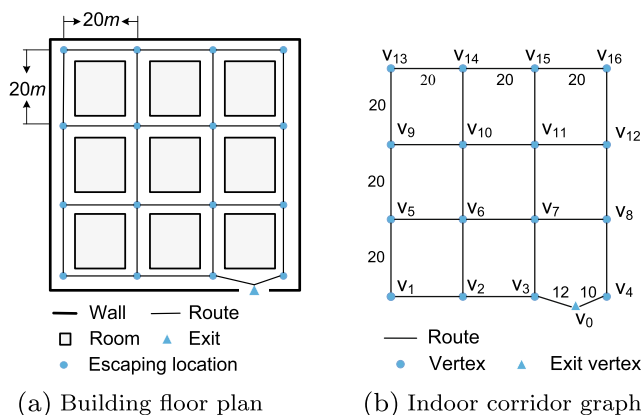 20m
20m
Wall
Route
Room
Exit
Escaping location
(a) Building floor plan
v13 v14 v15 v16
20 20 20
20
v9 v10 v11 v12
20
v5 v6 v7 v8
20
v1 v2 v3 12 10 v4
v0
Route
Vertex
Exit vertex
(b) Indoor corridor graph